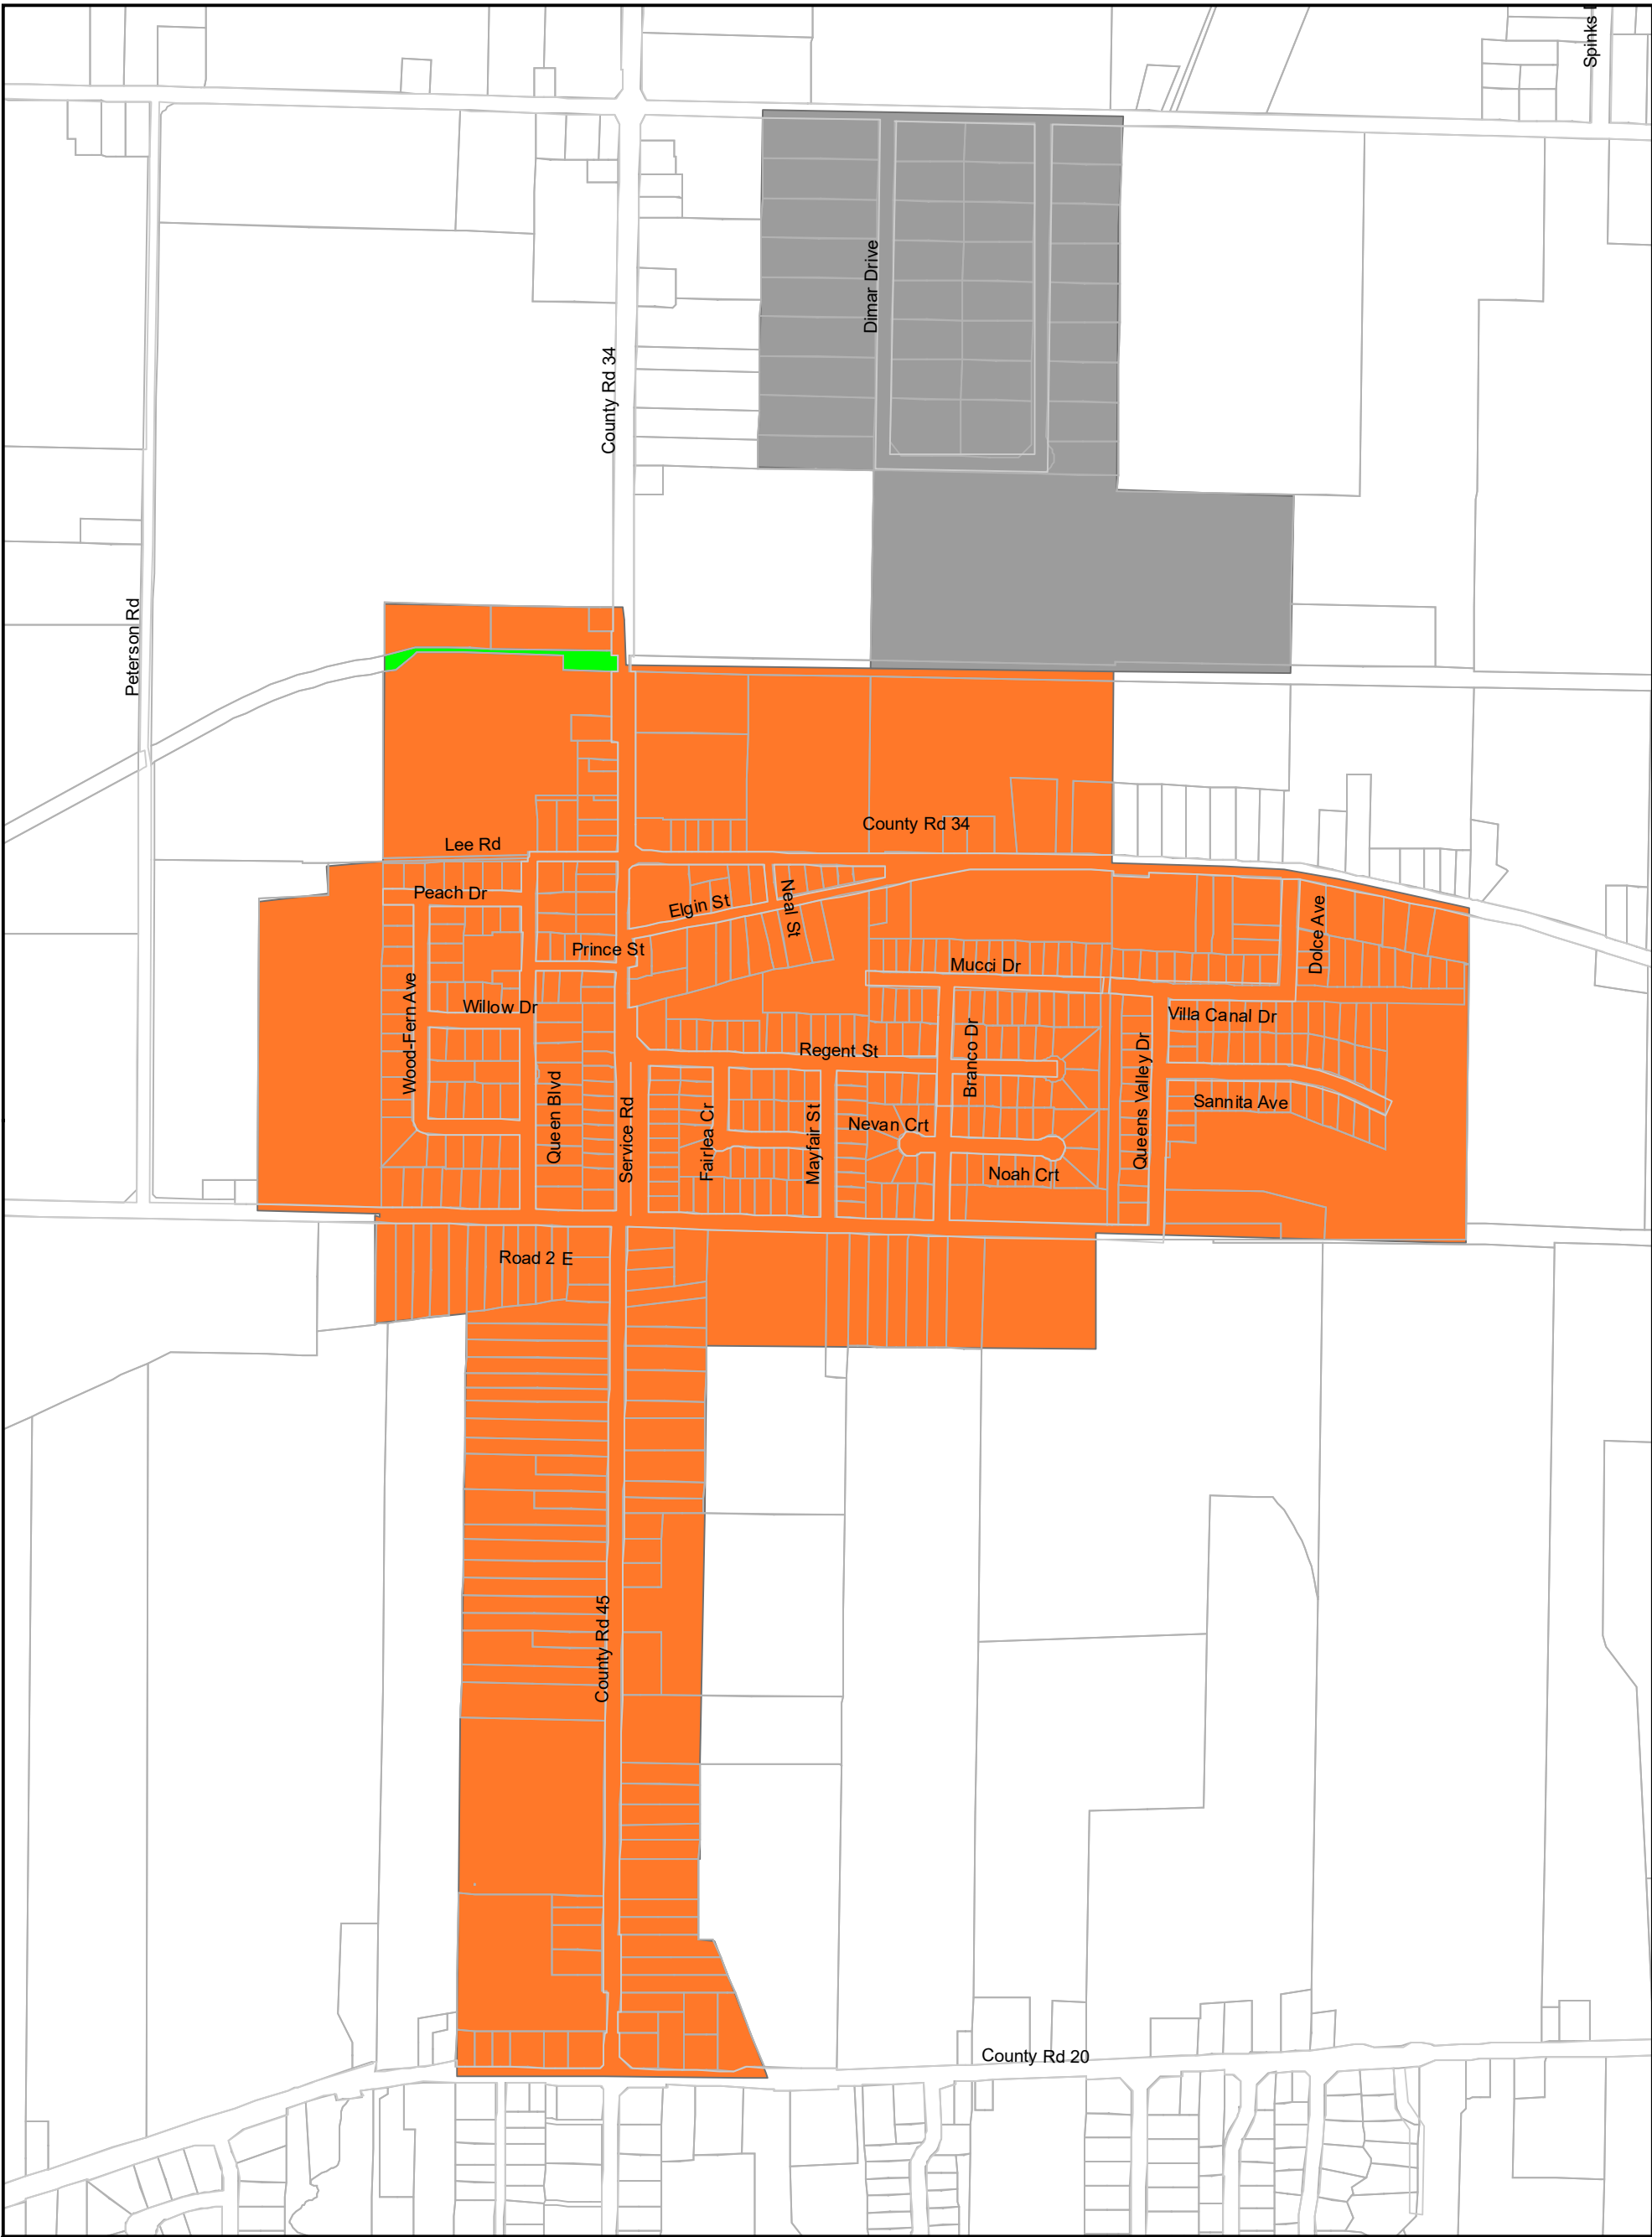 Spinks
Dimar Drive
County Rd 34
Peterson Rd
County Rd 34
Lee Rd
Peach Dr
Elgin St
Neal St
Dolce Ave
Prince St
Mucci Dr
Willow Dr
Villa Canal Dr
Wood-Fern Ave
Regent St
Branco Dr
Queens Valley Dr
Queen Blvd
Service Rd
Fairlea Cr
Mayfair St
Nevan Crt
Sannita Ave
Noah Crt
Road 2 E
County Rd 45
County Rd 20